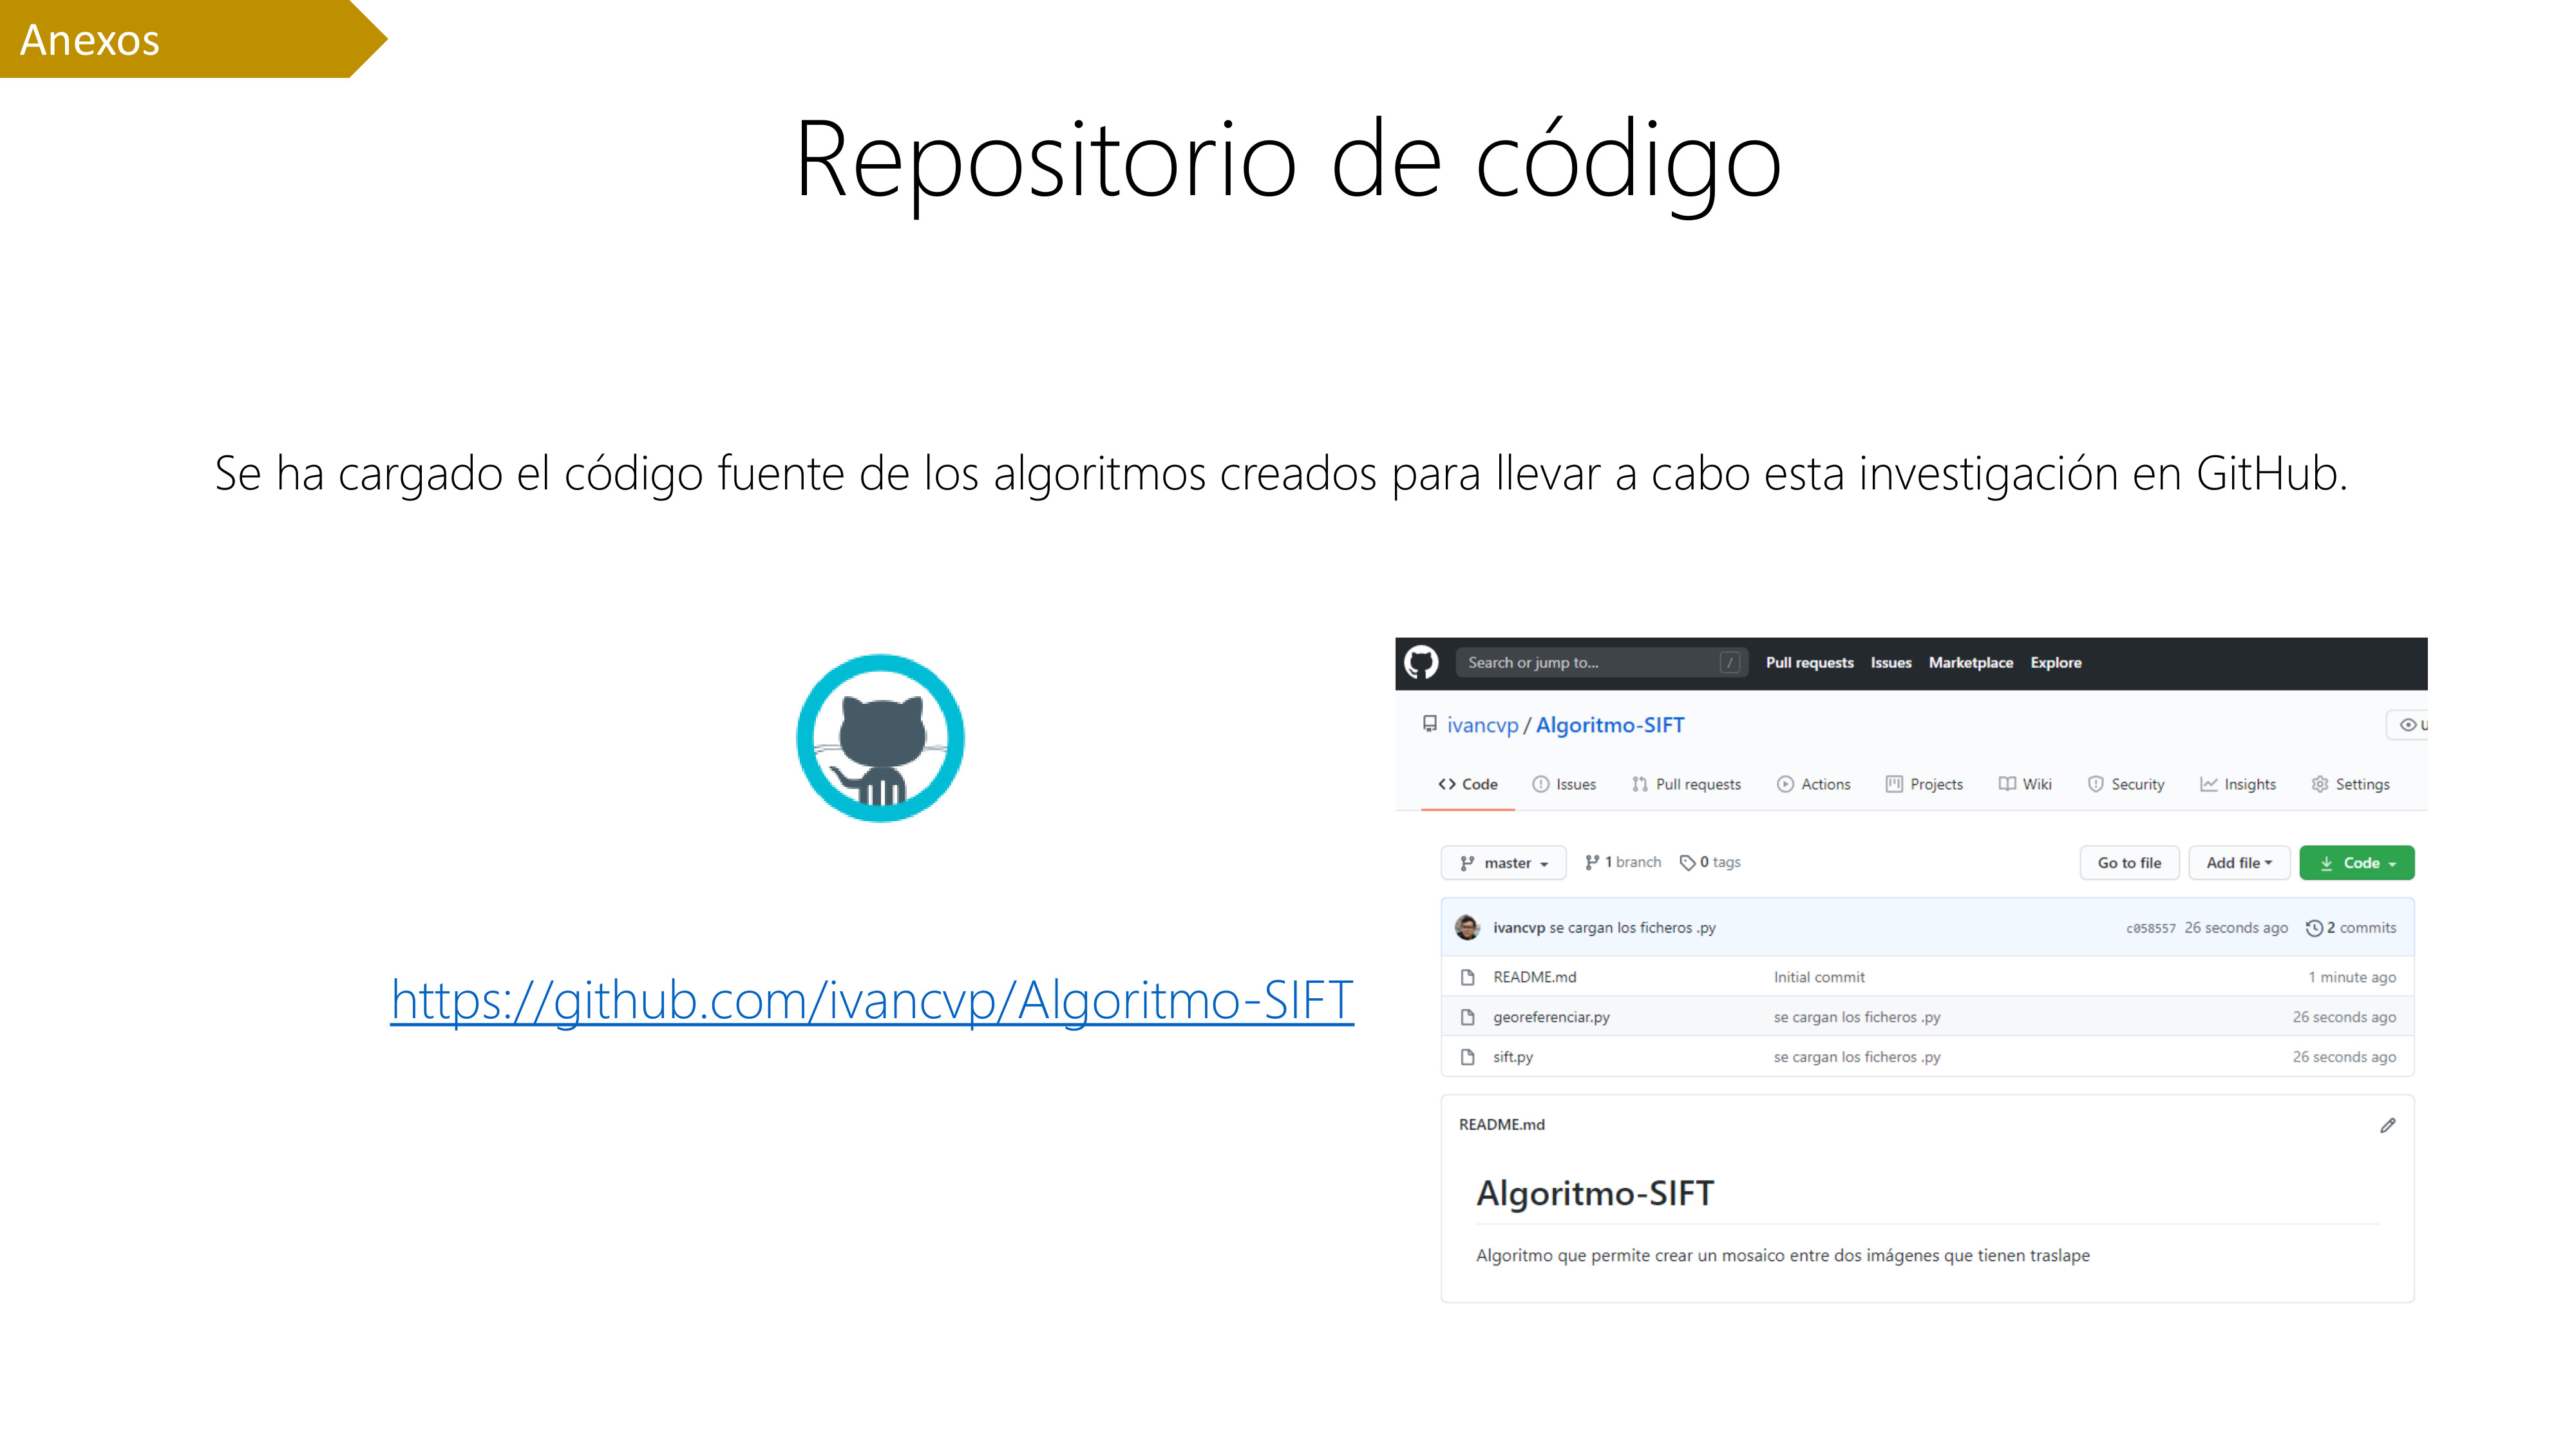 Anexos
Repositorio de código
Se ha cargado el código fuente de los algoritmos creados para llevar a cabo esta investigación en GitHub.
https://github.com/ivancvp/Algoritmo-SIFT
Search or jump to... / Pull requests Issues Marketplace Explore
ivancvp / Algoritmo-SIFT
Code Issues Pull requests Actions Projects Wiki Security Insights Settings
master 1 branch 0 tags Go to file Add file Code
ivancvp se cargan los ficheros .py c058557 26 seconds ago 2 commits
README.md Initial commit 1 minute ago
georeferenciar.py se cargan los ficheros .py 26 seconds ago
sift.py se cargan los ficheros .py 26 seconds ago
README.md
Algoritmo-SIFT
Algoritmo que permite crear un mosaico entre dos imágenes que tienen traslape